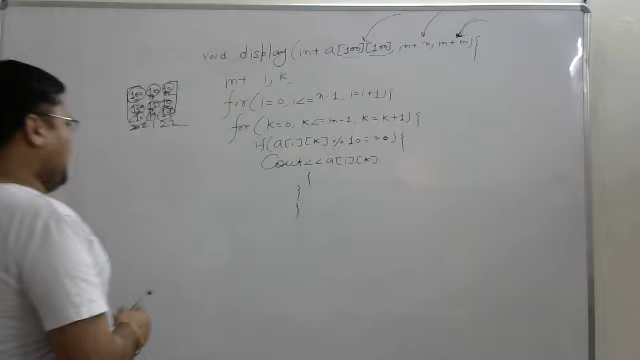 void display(int a[100][100], int n, int m){
int i, k,
for(i=0, i<=n-1, i=i+1){
for(k=0, k<=m-1, k=k+1){
if(a[i][k]%10==0){
Cout<<a[i][k]
}
}
}